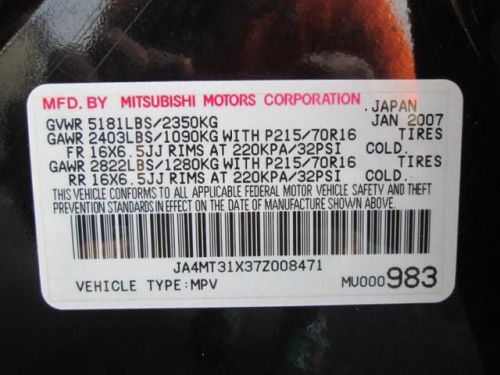 MFD. BY MITSUBISHI MOTORS CORPORATION . JAPAN
GVWR 5181LBS/2350KG JAN 2007
GAWR 2403LBS/1090KG WITH P215/70R16 TIRES
FR 16X6.5JJ RIMS AT 220KPA/32PSI COLD.
GAWR 2822LBS/1280KG WITH P215/70R16 TIRES
RR 16X6.5JJ RIMS AT 220KPA/32PSI COLD.
THIS VEHICLE CONFORMS TO ALL APPLICABLE FEDERAL MOTOR VEHICLE SAFETY AND THEFT
PREVENTION STANDARDS IN EFFECT ON THE DATE OF MANUFACTURE SHOWN ABOVE.
JA4MT31X37Z008471
VEHICLE TYPE:MPV MU000983